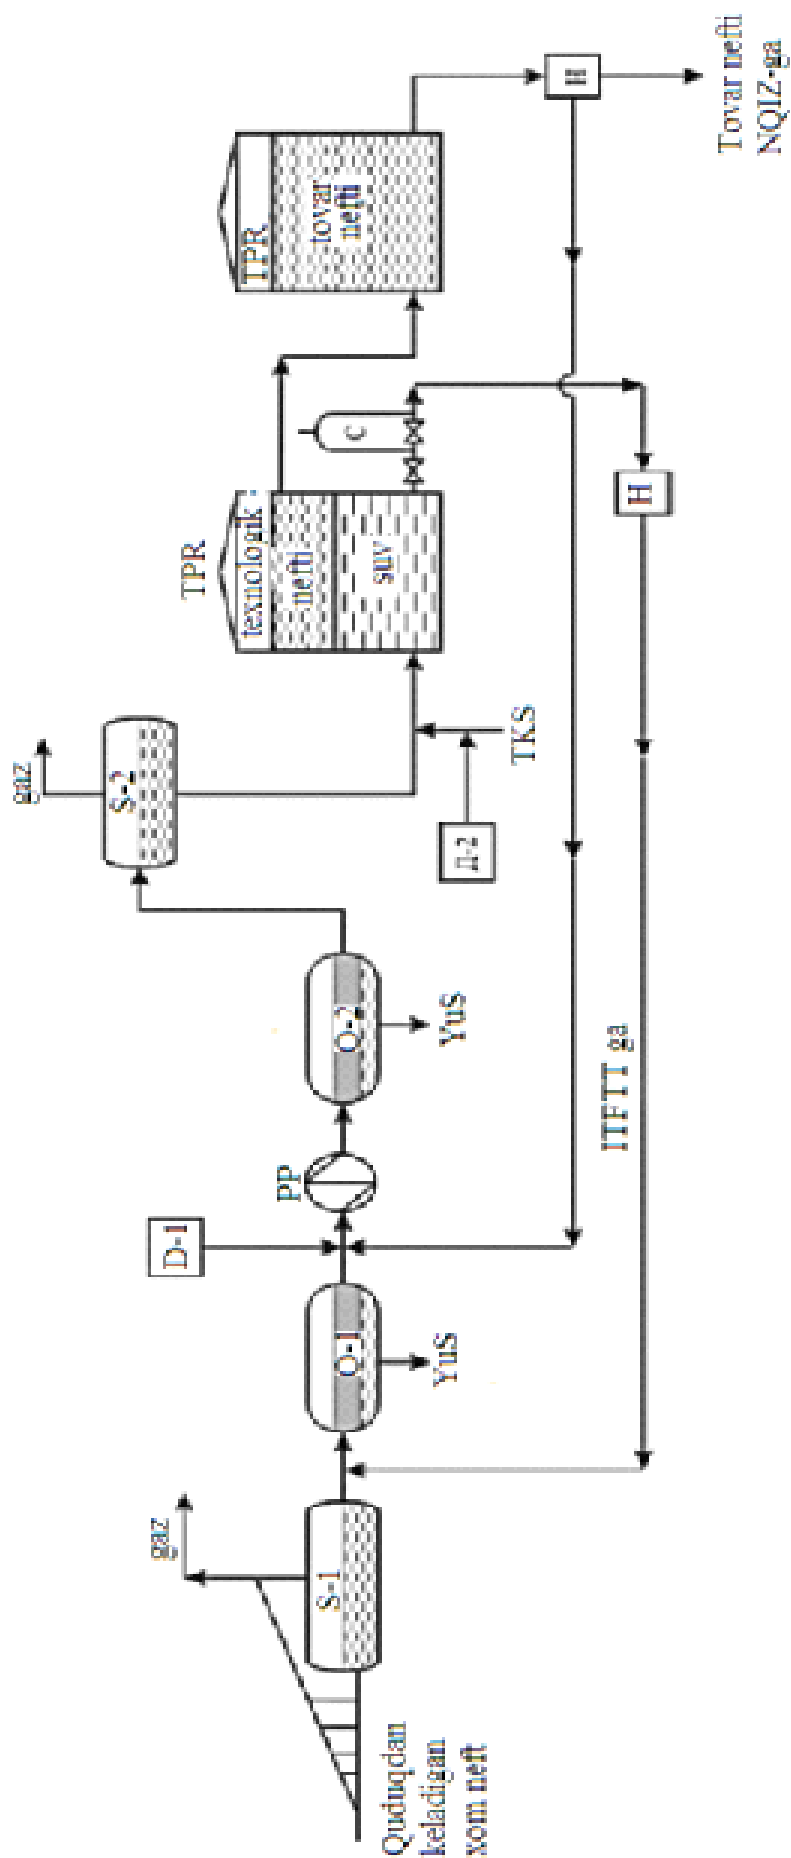 Quduqdan
keladigan
xom neft
gaz
S-1
O-1
YuS
D-1
PP
O-2
YuS
gaz
S-2
Д-2
TKS
TPR
texnologik
nefti
suv
C
TPR
tovar
nefti
H
H
ITFTT ga
Tovar nefti
NQIZ-ga